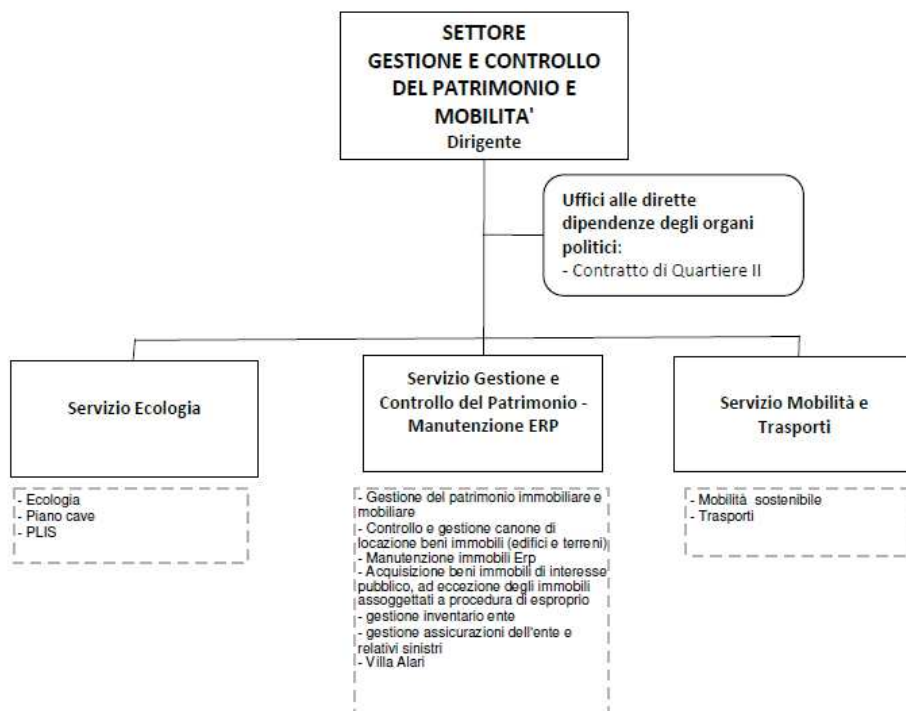 SETTORE
GESTIONE E CONTROLLO
DEL PATRIMONIO E
MOBILITA'
Dirigente
Uffici alle dirette
dipendenze degli organi
politici:
- Contratto di Quartiere II
Servizio Ecologia
Servizio Gestione e
Controllo del Patrimonio -
Manutenzione ERP
Servizio Mobilità e
Trasporti
- Ecologia
- Piano cave
- PLIS
- Gestione del patrimonio immobiliare e
mobiliare
- Controllo e gestione canone di
locazione beni immobili (edifici e terreni)
- Manutenzione immobili Erp
- Acquisizione beni immobili di interesse
pubblico, ad eccezione degli immobili
assoggettati a procedura di esproprio
- gestione inventario ente
- gestione assicurazioni dell'ente e
relativi sinistri
- Villa Alari
- Mobilità sostenibile
- Trasporti